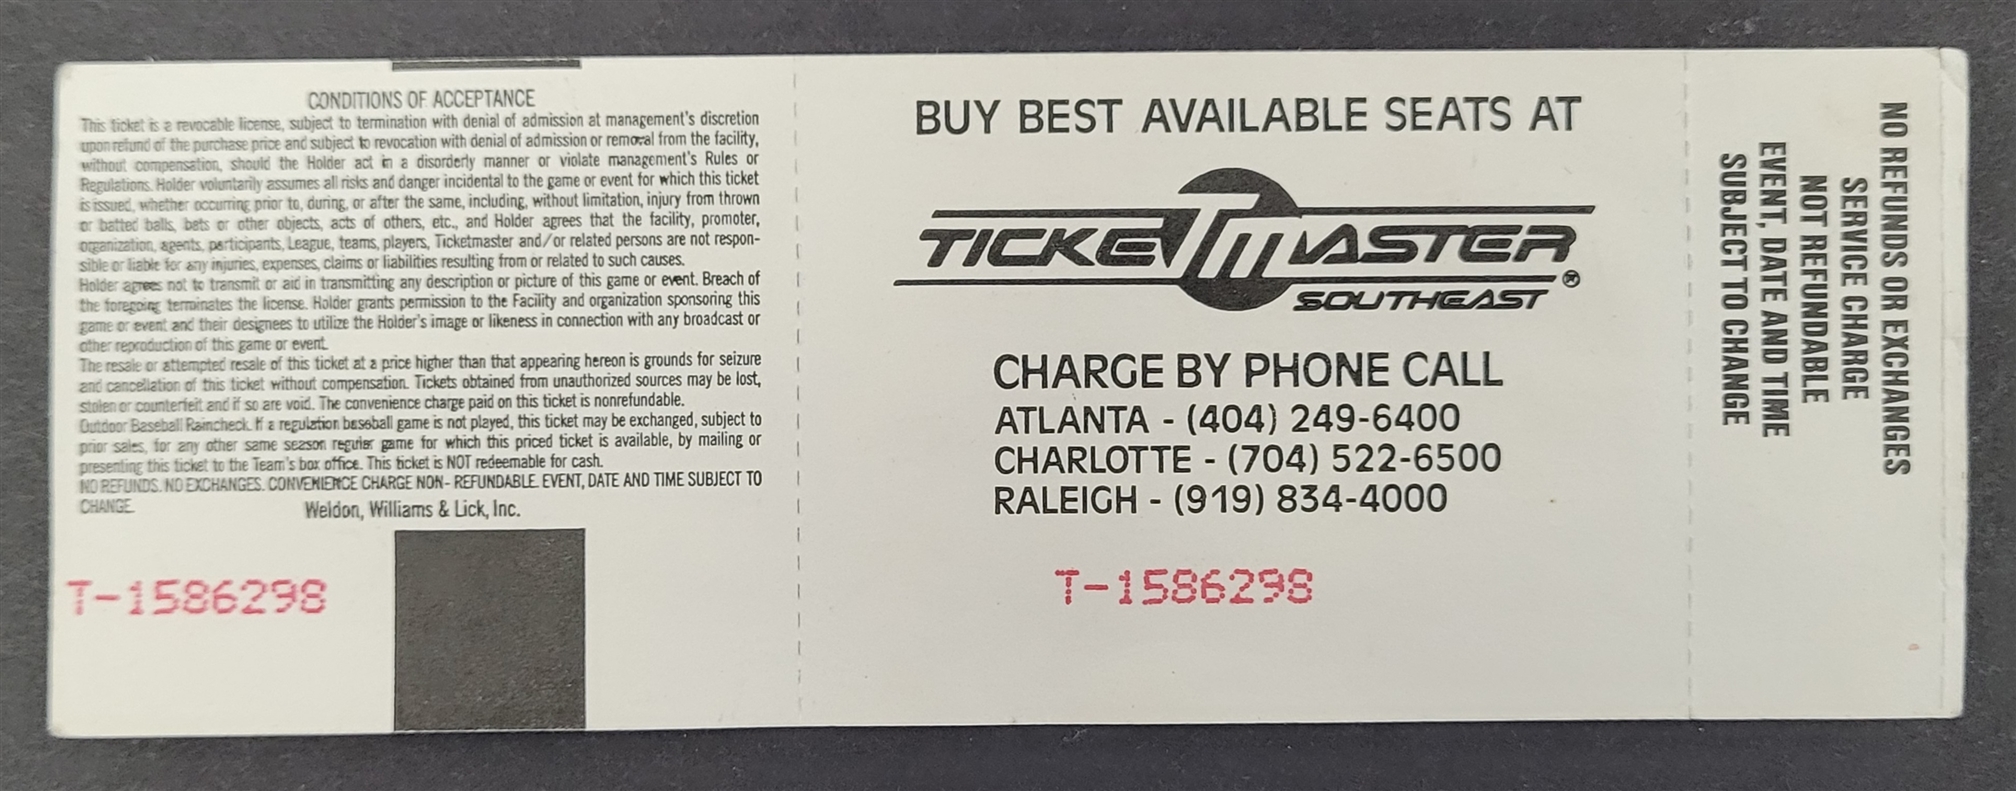 CONDITIONS OF ACCEPTANCE
This ticket is a revocable license, subject to termination with denial of admission at management's discretion
upon refund of the purchase price and subject to revocation with denial of admission or removal from the facility,
without compensation, should the Holder act in a disorderly manner or violate management's Rules or
Regulations. Holder voluntarily assumes all risks and danger incidental to the game or event for which this ticket
is issued, whether occurring prior to, during, or after the same, including, without limitation, injury from thrown
or batted balls, bats or other objects, acts of others, etc., and Holder agrees that the facility, promoter,
organization, agents, participants, League, teams, players, Ticketmaster and/or related persons are not respon-
sible or liable for any injuries, expenses, claims or liabilities resulting from or related to such causes.
Holder agrees not to transmit or aid in transmitting any description or picture of this game or event. Breach of
the foregoing terminates the license. Holder grants permission to the Facility and organization sponsoring this
game or event and their designees to utilize the Holder's image or likeness in connection with any broadcast or
other reproduction of this game or event.
The resale or attempted resale of this ticket at a price higher than that appearing hereon is grounds for seizure
and cancellation of this ticket without compensation. Tickets obtained from unauthorized sources may be lost,
stolen or counterfeit and if so are void. The convenience charge paid on this ticket is nonrefundable.
Outdoor Baseball Raincheck. If a regulation baseball game is not played, this ticket may be exchanged, subject to
prior sales, for any other same season regular game for which this priced ticket is available, by mailing or
presenting this ticket to the Team's box office. This ticket is NOT redeemable for cash.
NO REFUNDS. NO EXCHANGES. CONVENIENCE CHARGE NON- REFUNDABLE. EVENT, DATE AND TIME SUBJECT TO
CHANGE.
Weldon, Williams & Lick, Inc.
T-1586298
BUY BEST AVAILABLE SEATS AT
TICKETMASTER®
SOUTHEAST
CHARGE BY PHONE CALL
ATLANTA - (404) 249-6400
CHARLOTTE - (704) 522-6500
RALEIGH - (919) 834-4000
T-1586298
NO REFUNDS OR EXCHANGES
SERVICE CHARGE
NOT REFUNDABLE
EVENT, DATE AND TIME
SUBJECT TO CHANGE